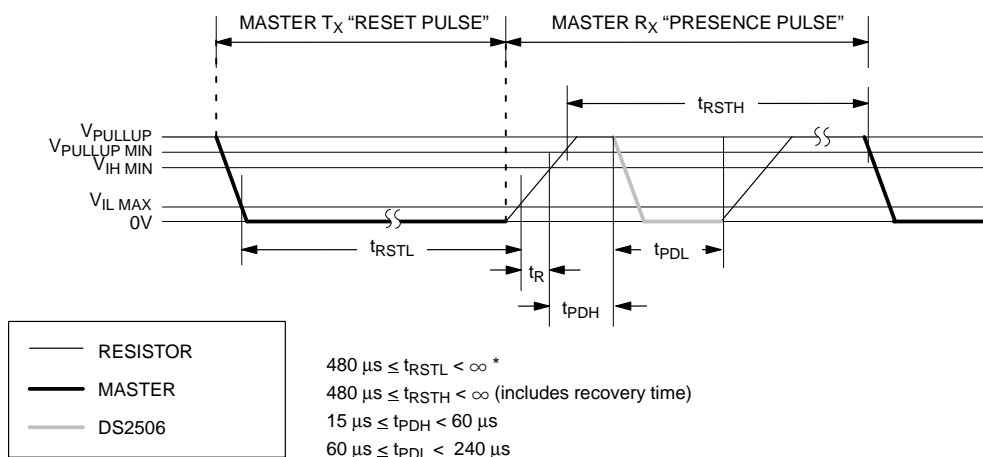 MASTER TX “RESET PULSE”
MASTER RX “PRESENCE PULSE”
tRSTH
VPULLUP
VPULLUP MIN
VIH MIN
VIL MAX
0V
tRSTL
tPDL
tR
tPDH
RESISTOR
MASTER
DS2506
480 μs ≤ tRSTL < ∞ *
480 μs ≤ tRSTH < ∞ (includes recovery time)
15 μs ≤ tPDH < 60 μs
60 μs ≤ tPDL < 240 μs